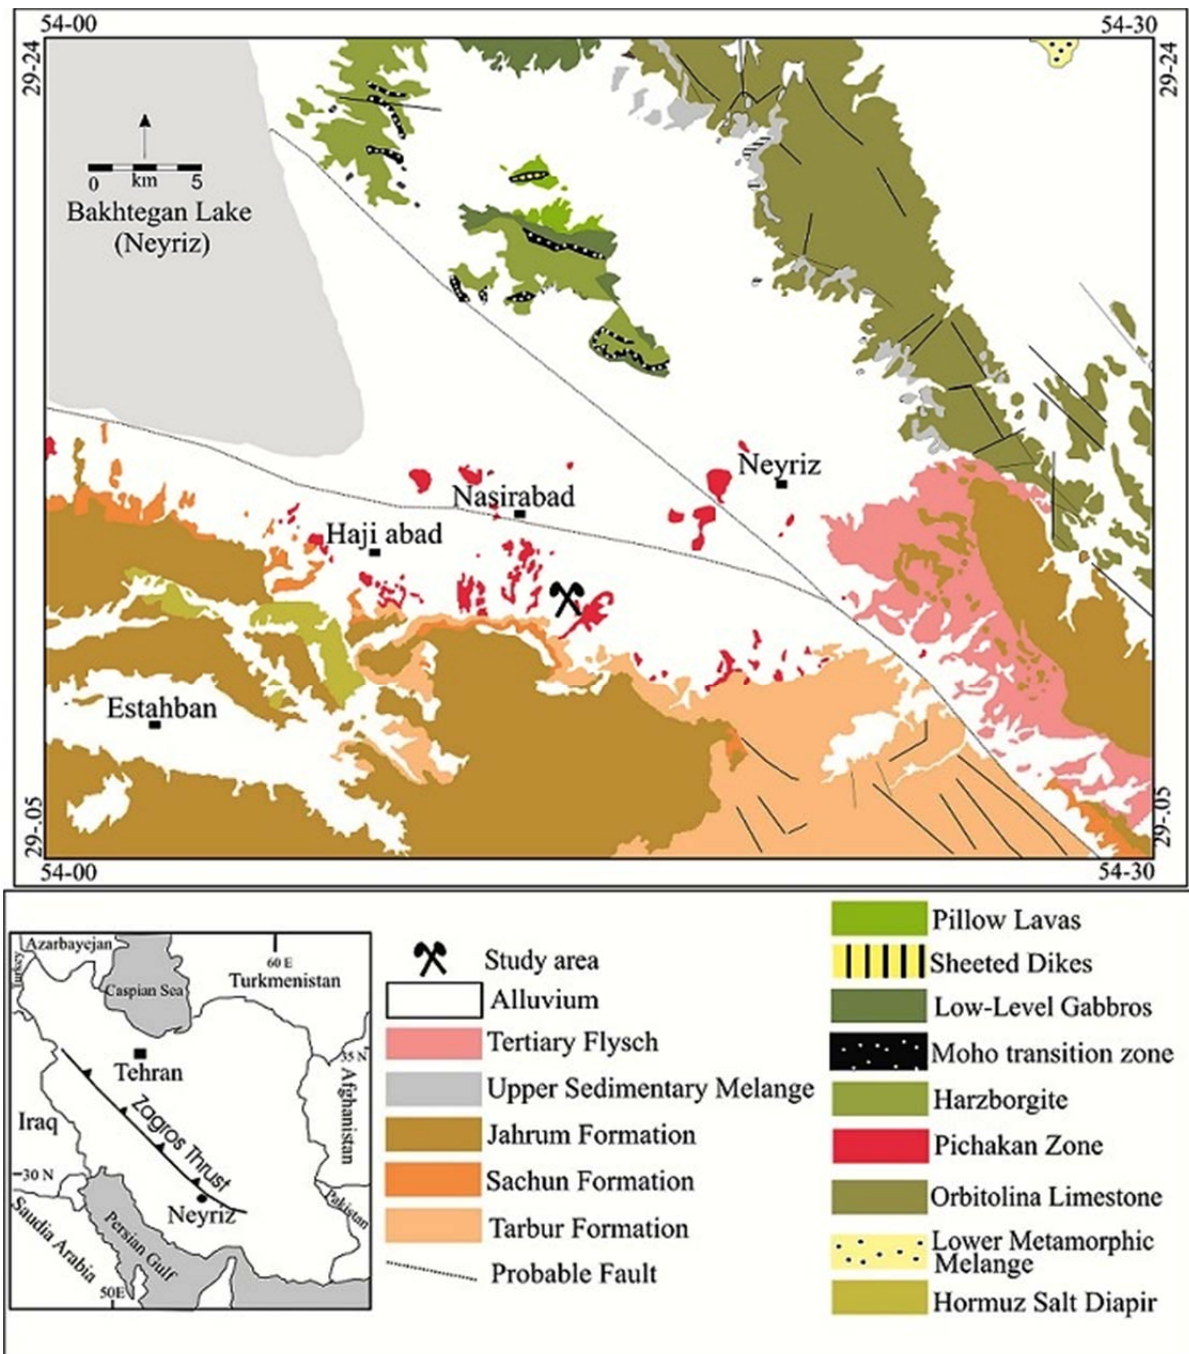 54-00
54-30
29-24
29-24
0 km 5
Bakhtegan Lake
(Neyriz)
Neyriz
Nasirabad
Haji abad
Estahban
29-.05
29-.05
54-00
54-30
Azarbayejan
60 E
Turkey
Caspian Sea
Turkmenistan
35 N
Tehran
Afghanistan
Iraq
Zagros Thrust
30 N
Neyriz
Pakistan
Saudia Arabia
Persian Gulf
50E
Study area
Alluvium
Tertiary Flysch
Upper Sedimentary Melange
Jahrum Formation
Sachun Formation
Tarbur Formation
Probable Fault
Pillow Lavas
Sheeted Dikes
Low-Level Gabbros
Moho transition zone
Harzborgite
Pichakan Zone
Orbitolina Limestone
Lower Metamorphic
Melange
Hormuz Salt Diapir